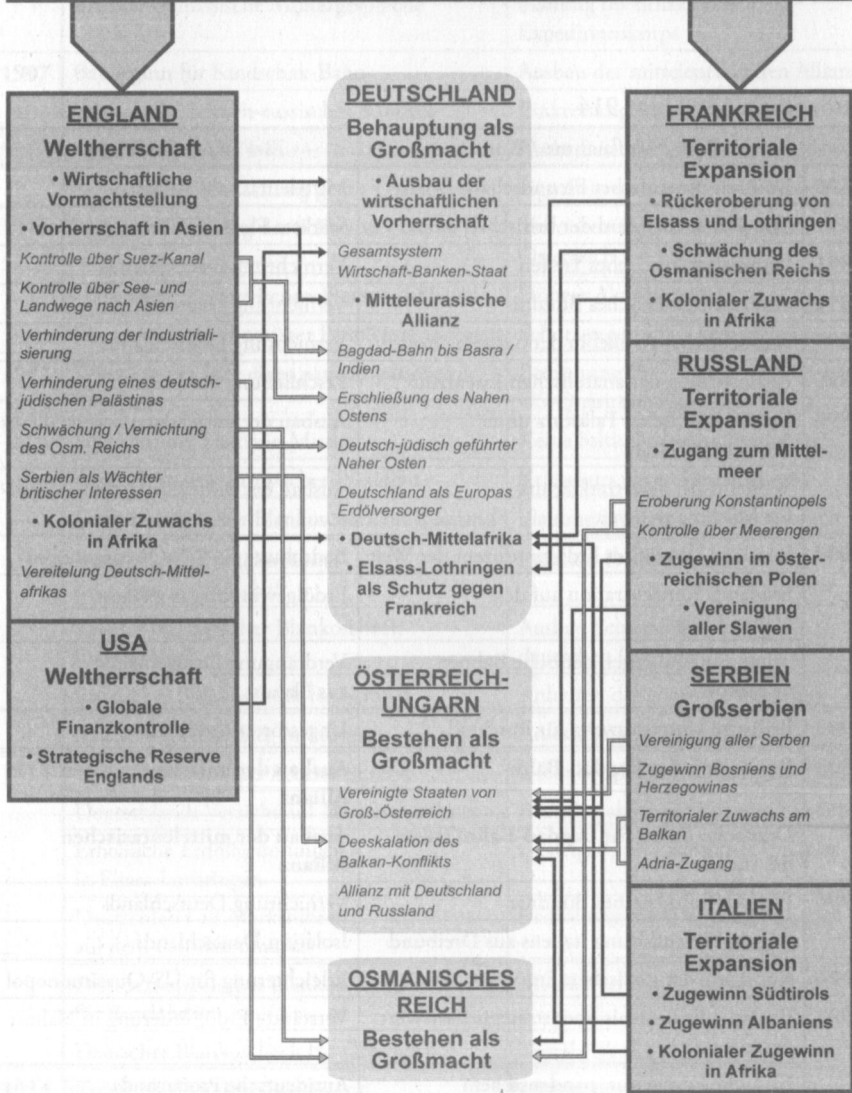 ENGLAND
Weltherrschaft
• Wirtschaftliche
Vormachtstellung
• Vorherrschaft in Asien
Kontrolle über Suez-Kanal
Kontrolle über See- und
Landwege nach Asien
Verhinderung der Industriali-
sierung
Verhinderung eines deutsch-
jüdischen Palästinas
Schwächung / Vernichtung
des Osm. Reichs
Serbien als Wächter
britischer Interessen
• Kolonialer Zuwachs
in Afrika
Vereitelung Deutsch-Mittel-
afrikas
USA
Weltherrschaft
• Globale
Finanzkontrolle
• Strategische Reserve
Englands
DEUTSCHLAND
Behauptung als
Großmacht
• Ausbau der
wirtschaftlichen
Vorherrschaft
Gesamtsystem
Wirtschaft-Banken-Staat
• Mitteleurasische
Allianz
Bagdad-Bahn bis Basra /
Indien
Erschließung des Nahen
Ostens
Deutsch-jüdisch geführter
Naher Osten
Deutschland als Europas
Erdölversorger
• Deutsch-Mittelafrika
• Elsass-Lothringen
als Schutz gegen
Frankreich
ÖSTERREICH-
UNGARN
Bestehen als
Großmacht
Vereinigte Staaten von
Groß-Österreich
Deeskalation des
Balkan-Konflikts
Allianz mit Deutschland
und Russland
OSMANISCHES
REICH
Bestehen als
Großmacht
FRANKREICH
Territoriale
Expansion
• Rückeroberung von
Elsass und Lothringen
• Schwächung des
Osmanischen Reichs
• Kolonialer Zuwachs
in Afrika
RUSSLAND
Territoriale
Expansion
• Zugang zum Mittel-
meer
Eroberung Konstantinopels
Kontrolle über Meerengen
• Zugewinn im öster-
reichischen Polen
• Vereinigung
aller Slawen
SERBIEN
Großserbien
Vereinigung aller Serben
Zugewinn Bosniens und
Herzegowinas
Territorialer Zuwachs am
Balkan
Adria-Zugang
ITALIEN
Territoriale
Expansion
• Zugewinn Südtirols
• Zugewinn Albaniens
• Kolonialer Zugewinn
in Afrika